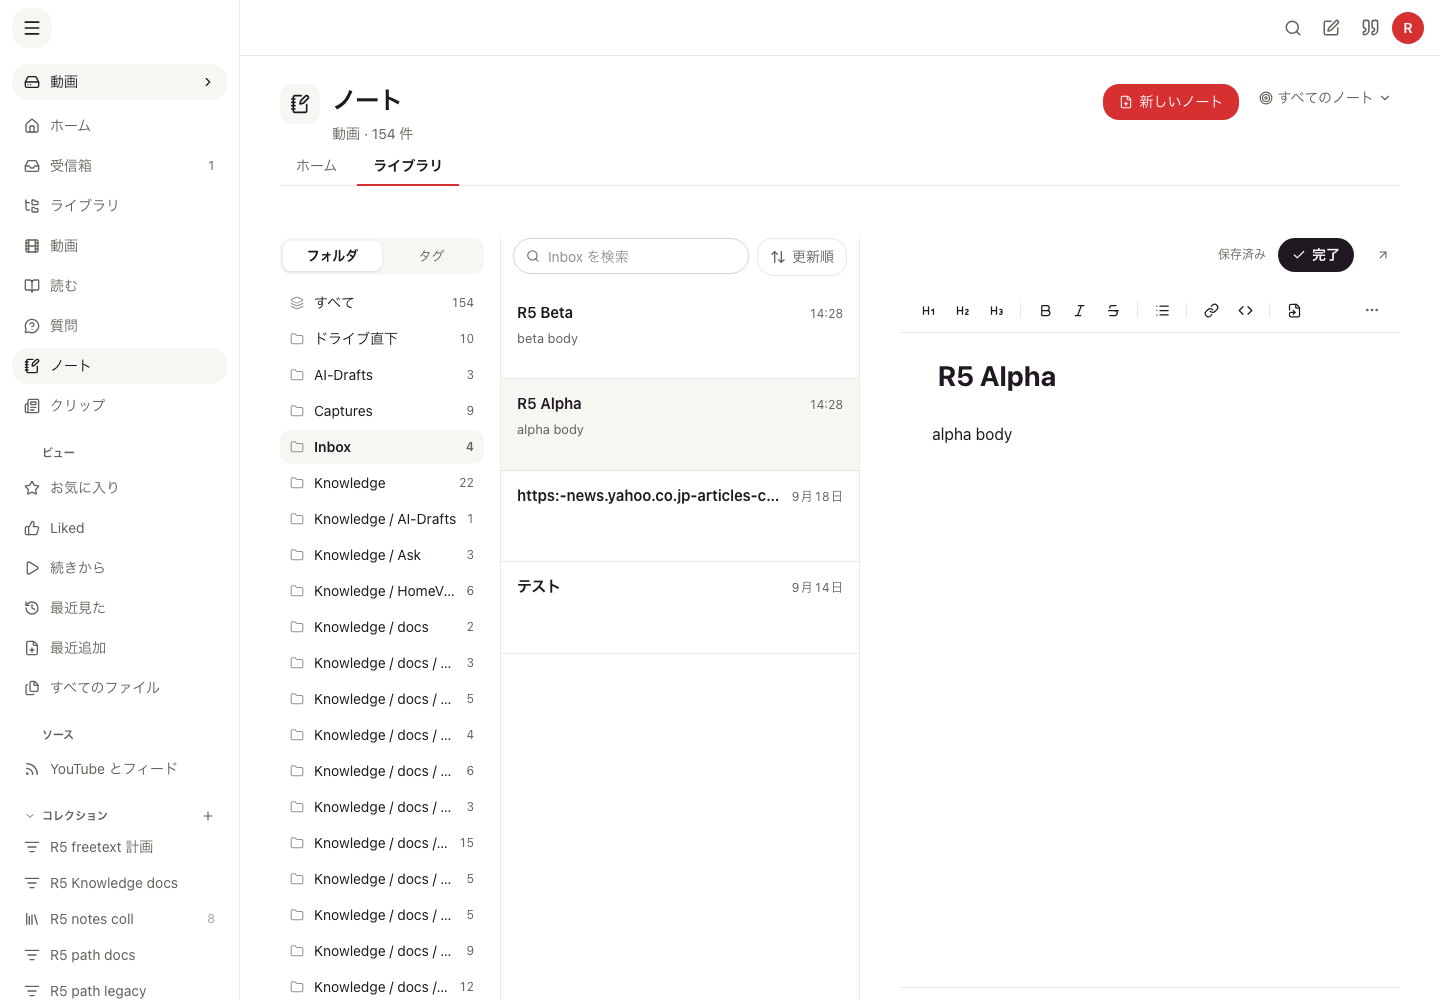 動画
ホーム
受信箱 1
ライブラリ
動画
読む
質問
ノート
クリップ
ビュー
お気に入り
Liked
続きから
最近見た
最近追加
すべてのファイル
ソース
YouTube とフィード
コレクション
R5 freetext 計画
R5 Knowledge docs
R5 notes coll 8
R5 path docs
R5 path legacy
R
ノート
動画 · 154 件
新しいノート
すべてのノート
ホーム
ライブラリ
フォルダ
タグ
すべて 154
ドライブ直下 10
AI-Drafts 3
Captures 9
Inbox 4
Knowledge 22
Knowledge / AI-Drafts 1
Knowledge / Ask 3
Knowledge / HomeV... 6
Knowledge / docs 2
Knowledge / docs / ... 3
Knowledge / docs / ... 5
Knowledge / docs / ... 4
Knowledge / docs / ... 6
Knowledge / docs / ... 3
Knowledge / docs /... 15
Knowledge / docs / ... 5
Knowledge / docs / ... 5
Knowledge / docs / ... 9
Knowledge / docs /... 12
Inbox を検索
更新順
R5 Beta 14:28
beta body
R5 Alpha 14:28
alpha body
https:-news.yahoo.co.jp-articles-c... 9月18日
テスト 9月14日
保存済み
完了
H1 H2 H3 B I S
R5 Alpha
alpha body